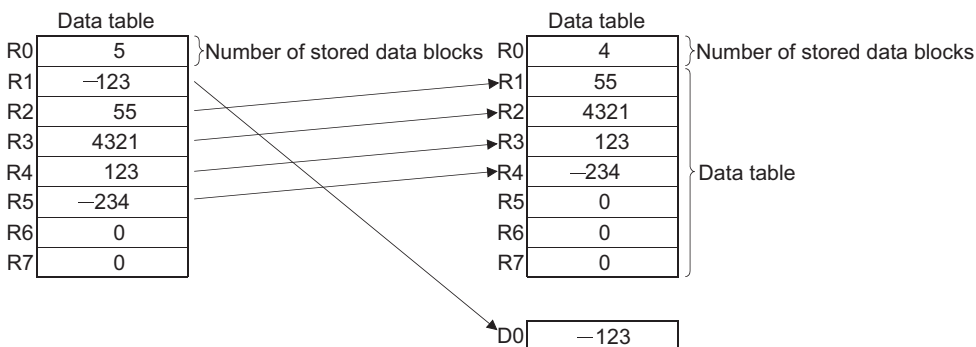 Data table Data table
R0 5 Number of stored data blocks R0 4 Number of stored data blocks
R1 —123 R1 55
R2 55 R2 4321
R3 4321 R3 123
R4 123 R4 —234 Data table
R5 —234 R5 0
R6 0 R6 0
R7 0 R7 0
D0 —123